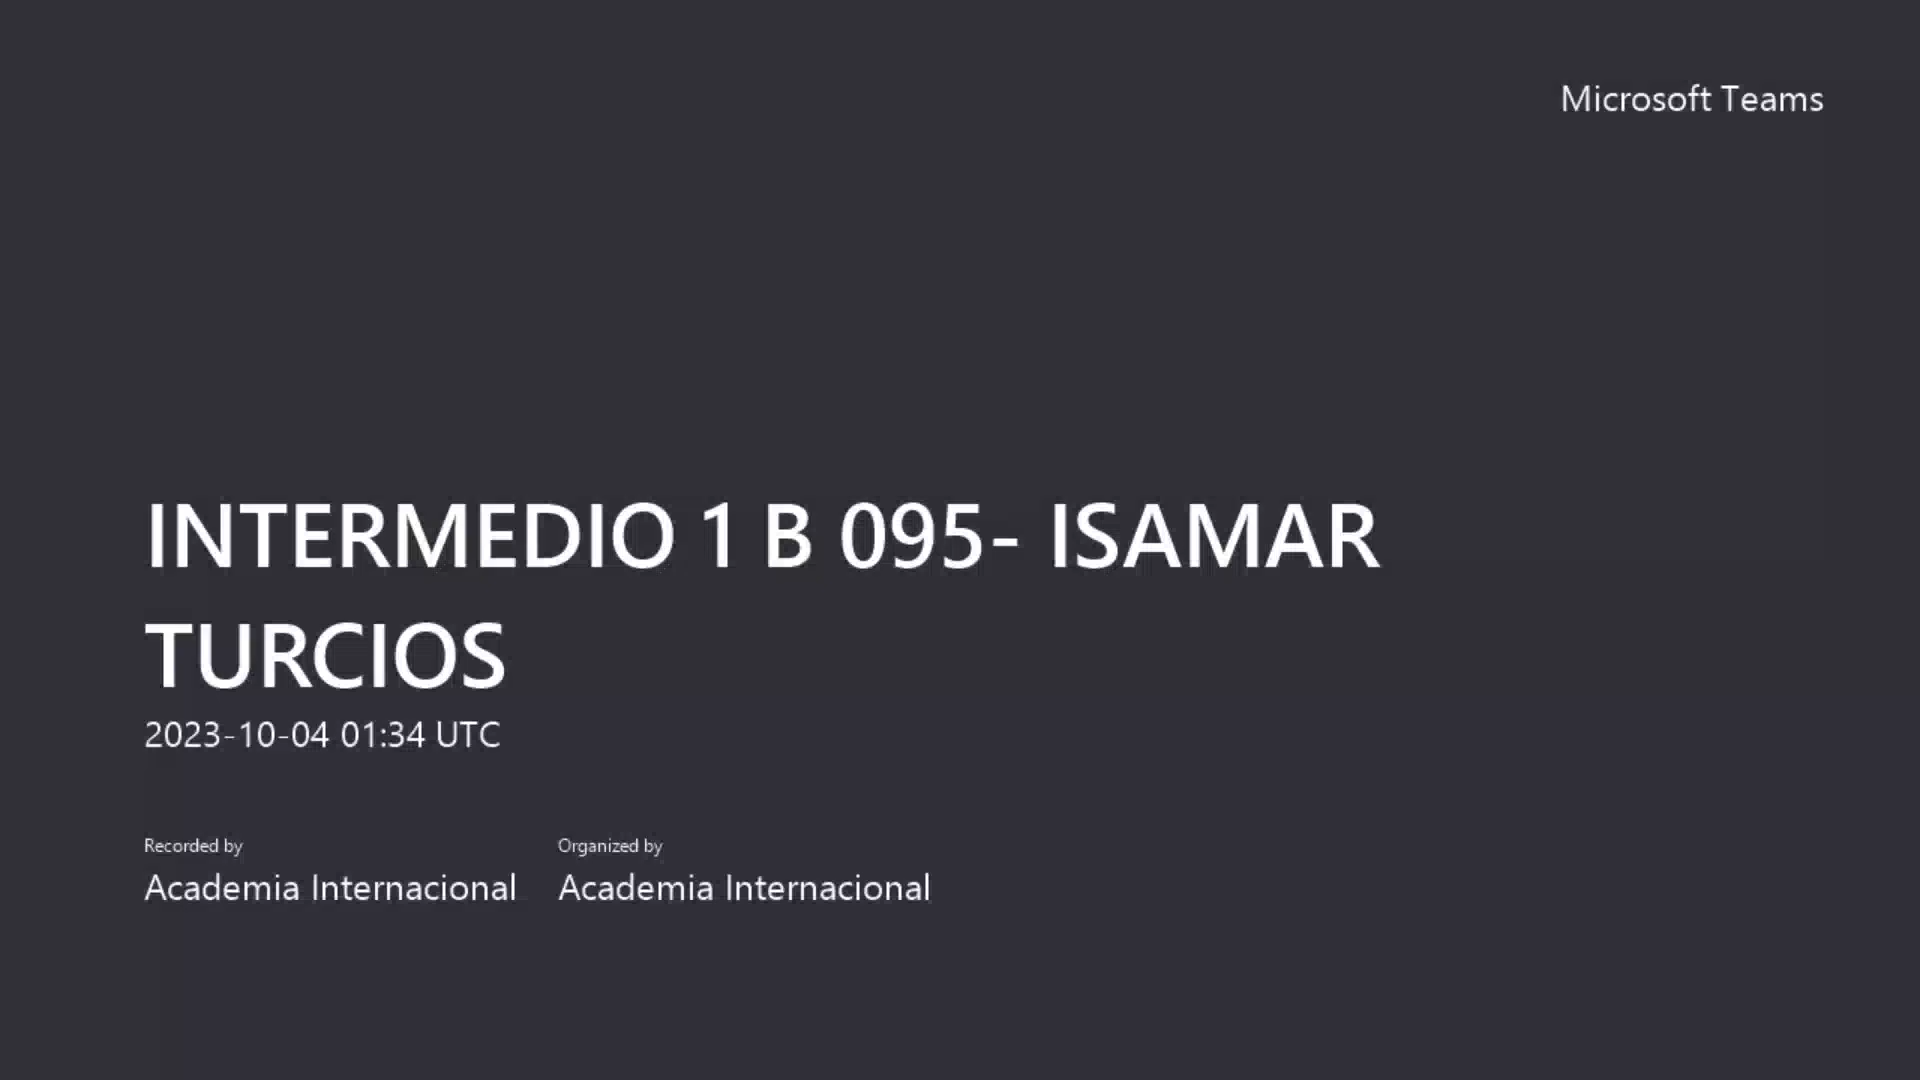 Microsoft Teams
INTERMEDIO 1 B 095- ISAMAR
TURCIOS
2023-10-04 01:34 UTC
Recorded by
Academia Internacional
Organized by
Academia Internacional